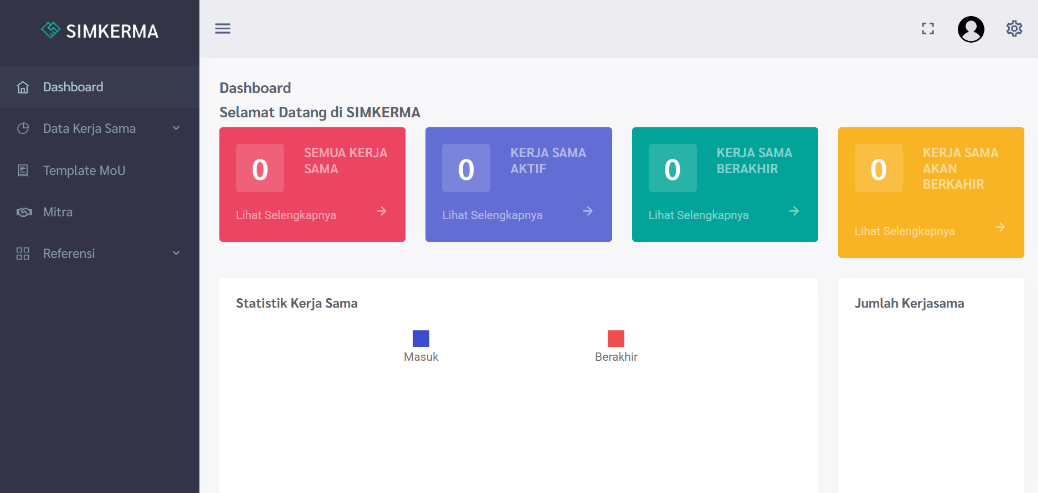 SIMKERMA
Dashboard
Data Kerja Sama
Template MoU
Mitra
Referensi
Dashboard
Selamat Datang di SIMKERMA
0
SEMUA KERJA
SAMA
Lihat Selengkapnya
0
KERJA SAMA
AKTIF
Lihat Selengkapnya
0
KERJA SAMA
BERAKHIR
Lihat Selengkapnya
0
KERJA SAMA
AKAN
BERKAHIR
Lihat Selengkapnya
Statistik Kerja Sama
Masuk
Berakhir
Jumlah Kerjasama